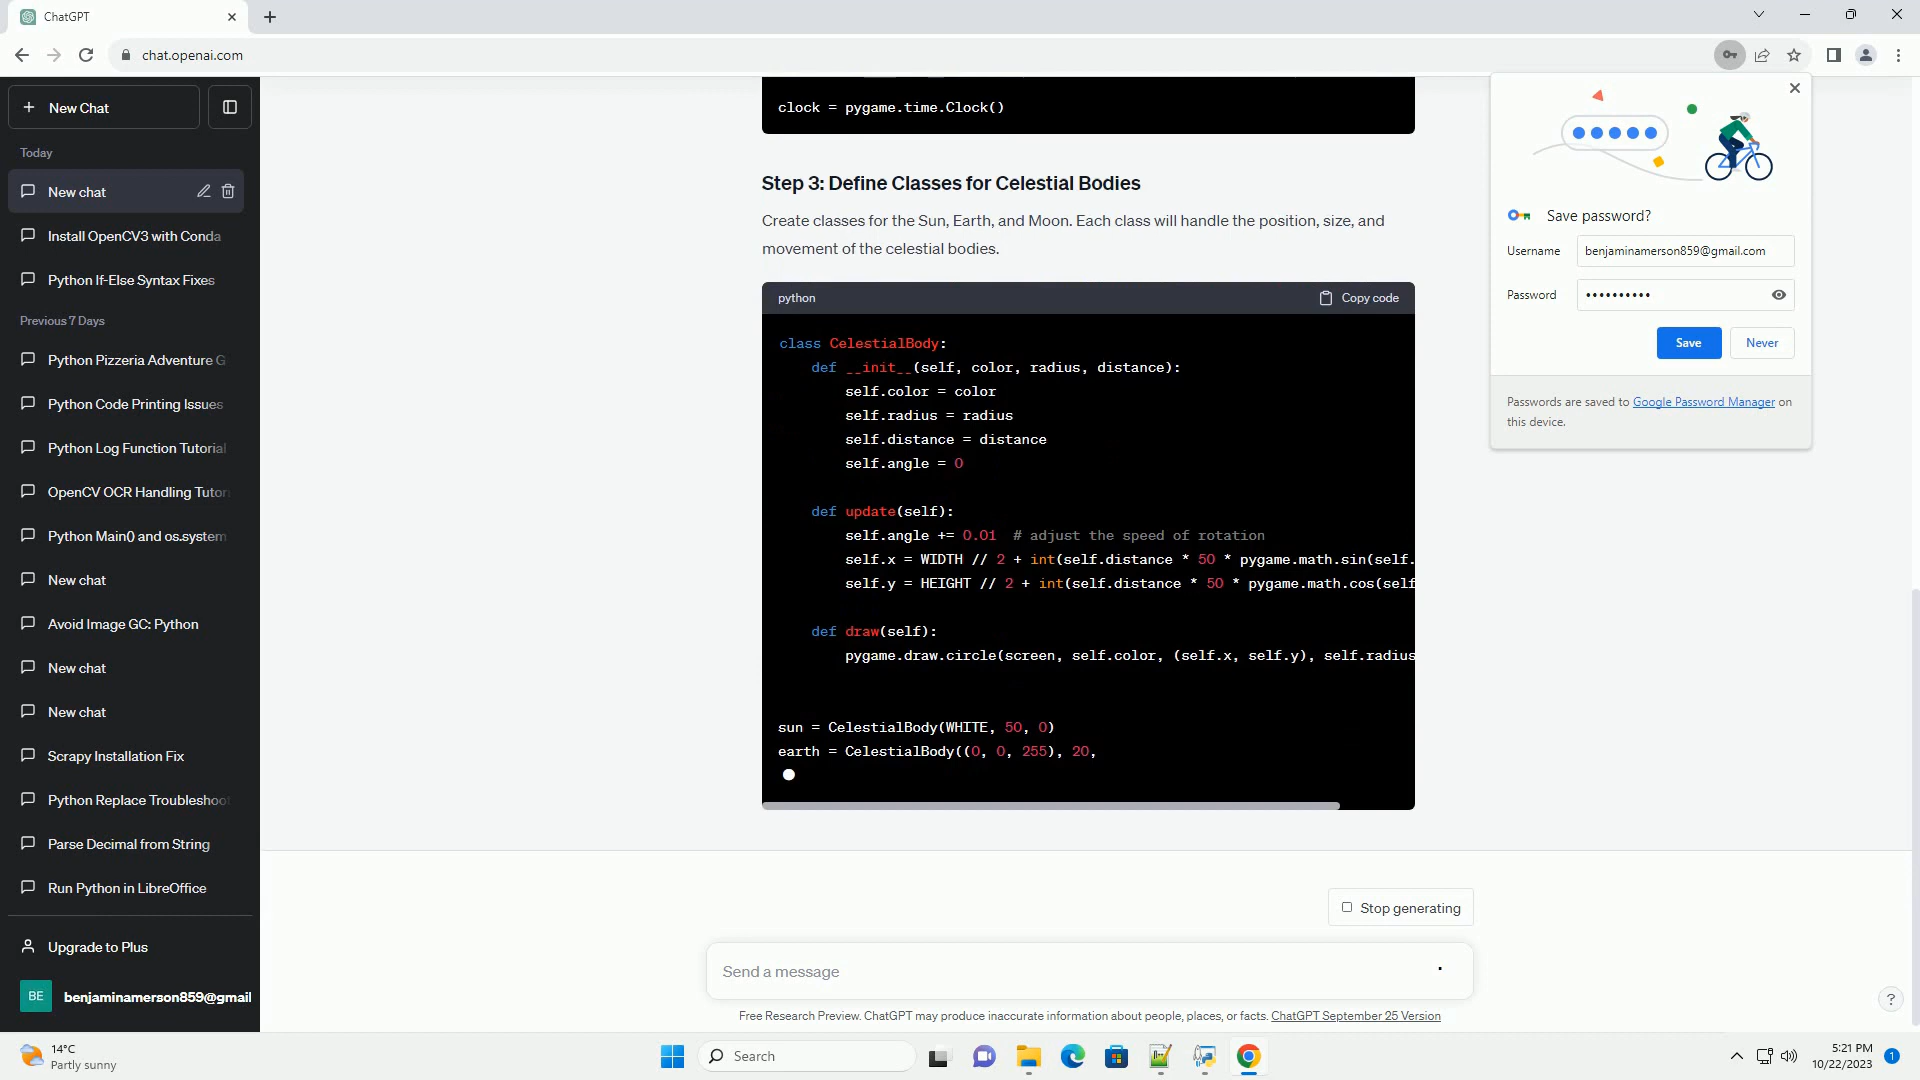 ChatGPT
chat.openai.com
New Chat
Today
New chat
Install OpenCV3 with Conda
Python If-Else Syntax Fixes
Previous 7 Days
Python Pizzeria Adventure G
Python Code Printing Issues
Python Log Function Tutorial
OpenCV OCR Handling Tutori
Python Main() and os.system
New chat
Avoid Image GC: Python
New chat
New chat
Scrapy Installation Fix
Python Replace Troubleshoot
Parse Decimal from String
Run Python in LibreOffice
Upgrade to Plus
BE
benjaminamerson859@gmail
clock = pygame.time.Clock()
Step 3: Define Classes for Celestial Bodies
Create classes for the Sun, Earth, and Moon. Each class will handle the position, size, and
movement of the celestial bodies.
python
Copy code
class CelestialBody:
def __init__(self, color, radius, distance):
self.color = color
self.radius = radius
self.distance = distance
self.angle = 0
def update(self):
self.angle += 0.01  # adjust the speed of rotation
self.x = WIDTH // 2 + int(self.distance * 50 * pygame.math.sin(self.
self.y = HEIGHT // 2 + int(self.distance * 50 * pygame.math.cos(self
def draw(self):
pygame.draw.circle(screen, self.color, (self.x, self.y), self.radius
sun = CelestialBody(WHITE, 50, 0)
earth = CelestialBody((0, 0, 255), 20,
Stop generating
Send a message
Free Research Preview. ChatGPT may produce inaccurate information about people, places, or facts. ChatGPT September 25 Version
?
Save password?
Username
benjaminamerson859@gmail.com
Password
••••••••••
Save
Never
Passwords are saved to Google Password Manager on
this device.
14°C
Partly sunny
Search
5:21 PM
10/22/2023
1